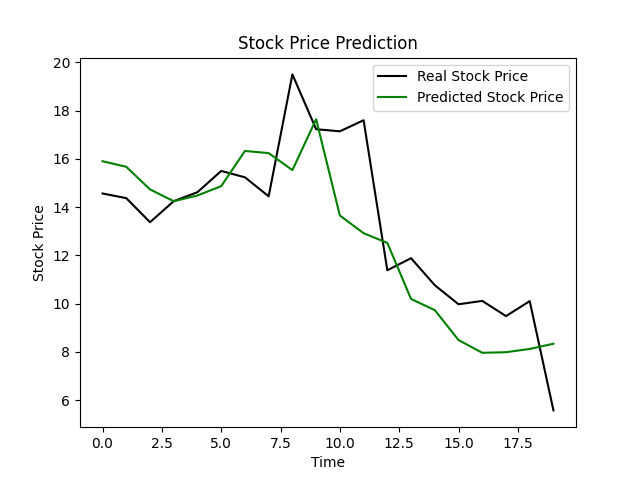 Stock Price Prediction
Real Stock Price
Predicted Stock Price
Stock Price
20
18
16
14
12
10
8
6
0.0 2.5 5.0 7.5 10.0 12.5 15.0 17.5
Time